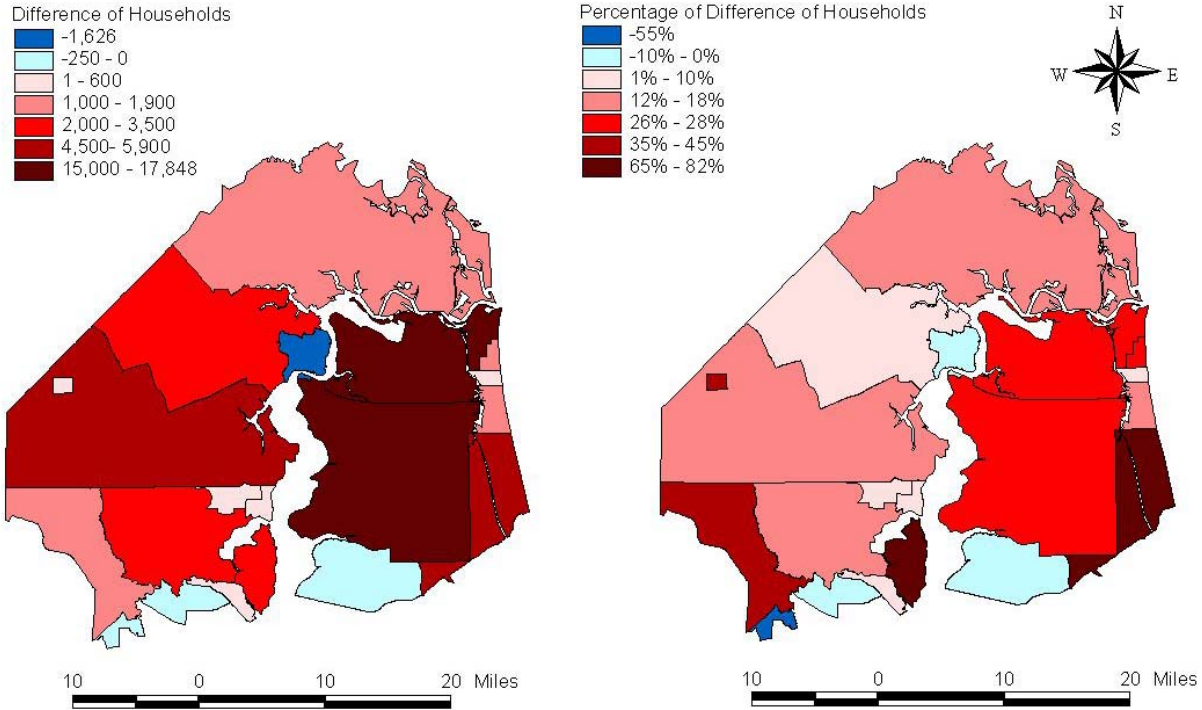 Difference of Households
-1,626
-250 - 0
1 - 600
1,000 - 1,900
2,000 - 3,500
4,500- 5,900
15,000 - 17,848
Percentage of Difference of Households
-55%
-10% - 0%
1% - 10%
12% - 18%
26% - 28%
35% - 45%
65% - 82%
N
W
E
S
10 0 10 20 Miles
10 0 10 20 Miles